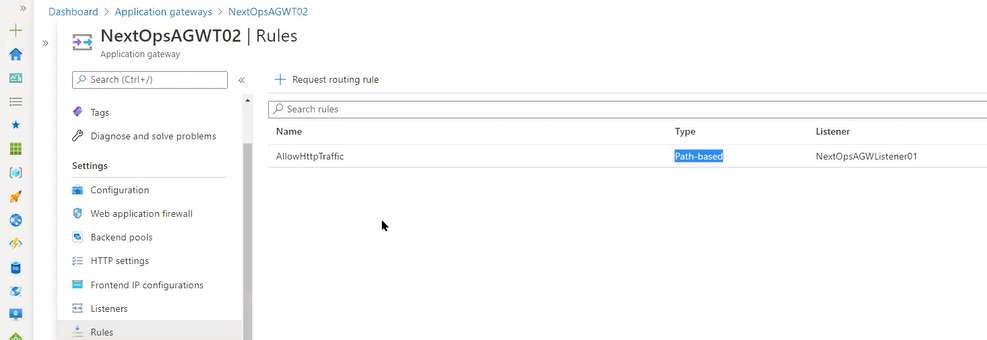 Dashboard > Application gateways > NextOpsAGWT02
NextOpsAGWT02 | Rules
Application gateway
Search (Ctrl+/)
Tags
Diagnose and solve problems
Settings
Configuration
Web application firewall
Backend pools
HTTP settings
Frontend IP configurations
Listeners
Rules
Request routing rule
Search rules
Name Type Listener
AllowHttpTraffic Path-based NextOpsAGWListener01